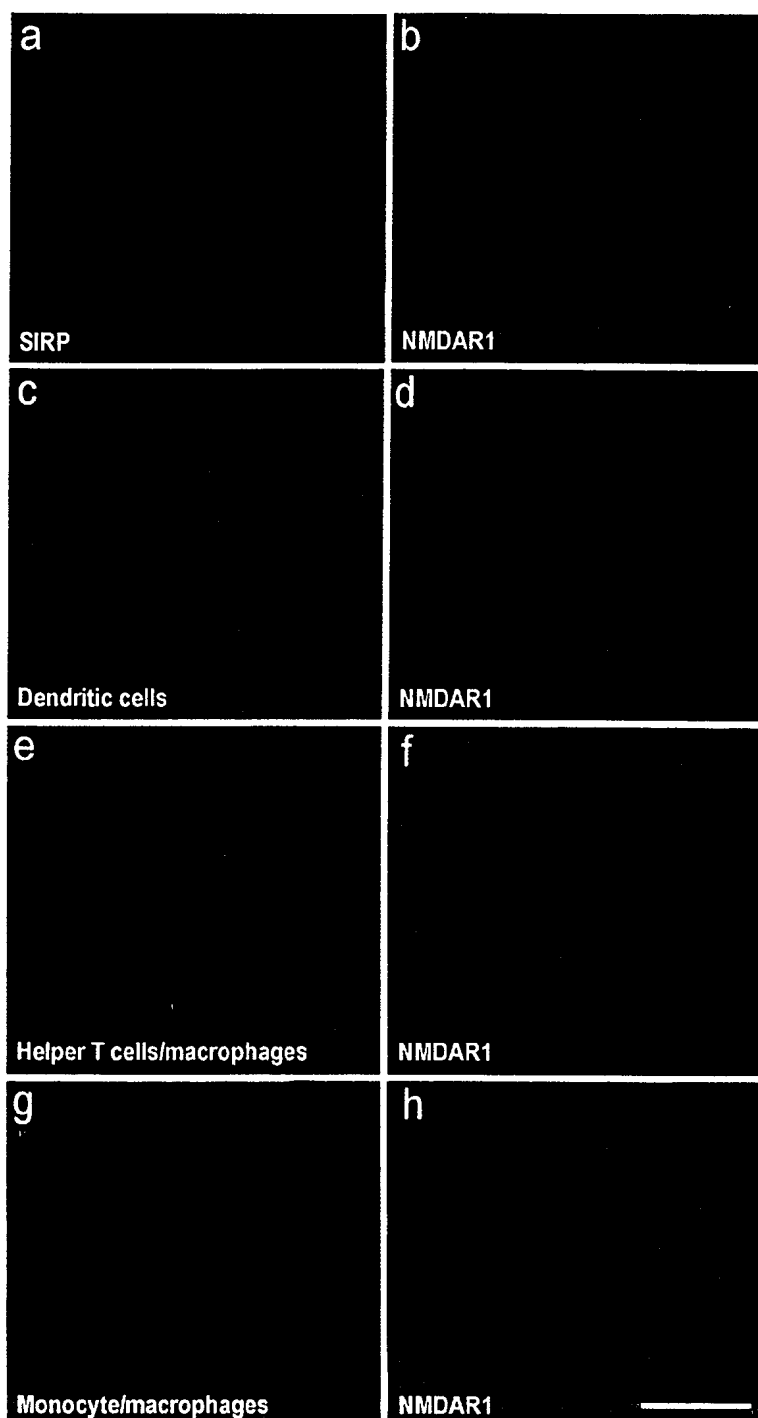 a
b
SIRP
NMDAR1
c
d
Dendritic cells
NMDAR1
e
f
Helper T cells/macrophages
NMDAR1
g
h
Monocyte/macrophages
NMDAR1